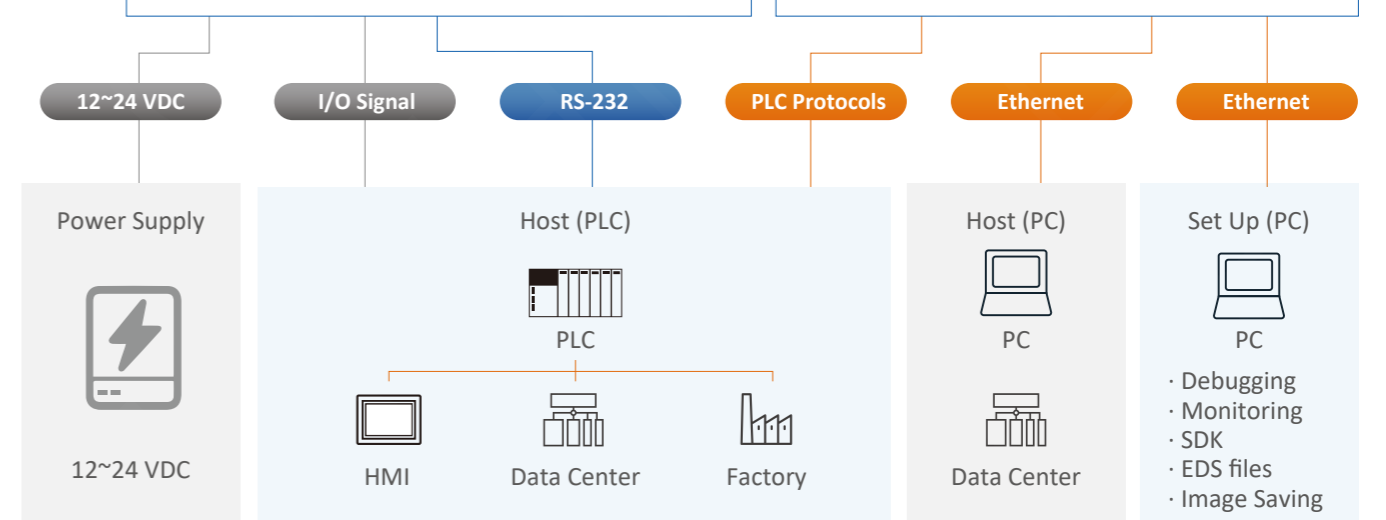 12~24 VDC
I/O Signal
RS-232
PLC Protocols
Ethernet
Ethernet
Power Supply
12~24 VDC
Host (PLC)
PLC
HMI
Data Center
Factory
Host (PC)
PC
Data Center
Set Up (PC)
PC
· Debugging
· Monitoring
· SDK
· EDS files
· Image Saving